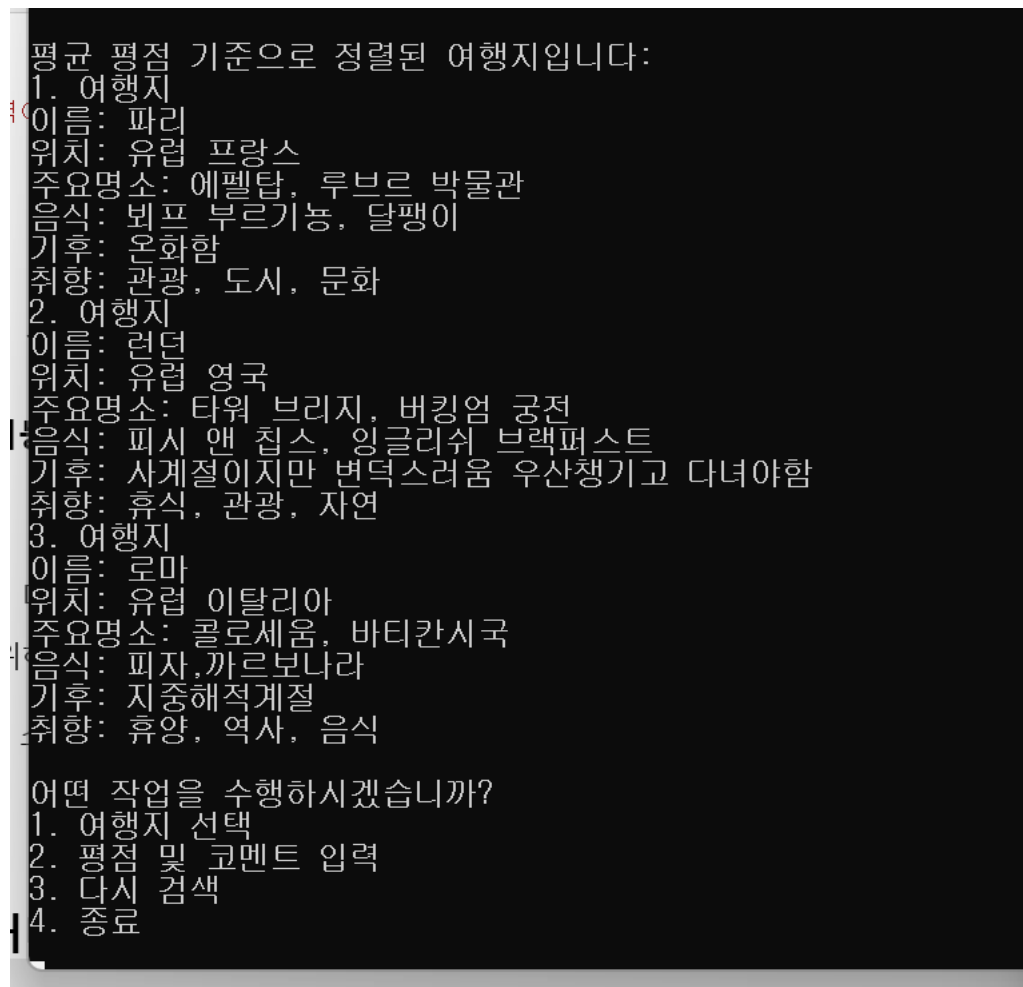 평균 평점 기준으로 정렬된 여행지입니다:
1. 여행지
이름: 파리
위치: 유럽 프랑스
주요명소: 에펠탑, 루브르 박물관
음식: 뵈프 부르기뇽, 달팽이
기후: 온화함
취향: 관광, 도시, 문화
2. 여행지
이름: 런던
위치: 유럽 영국
주요명소: 타워 브리지, 버킹엄 궁전
음식: 피시 앤 칩스, 잉글리쉬 브랙퍼스트
기후: 사계절이지만 변덕스러움 우산챙기고 다녀야함
취향: 휴식, 관광, 자연
3. 여행지
이름: 로마
위치: 유럽 이탈리아
주요명소: 콜로세움, 바티칸시국
음식: 피자,까르보나라
기후: 지중해적계절
취향: 휴양, 역사, 음식
어떤 작업을 수행하시겠습니까?
1. 여행지 선택
2. 평점 및 코멘트 입력
3. 다시 검색
4. 종료